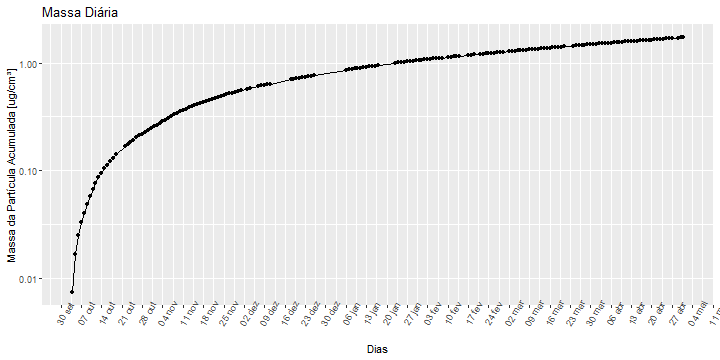 Massa Diária
Massa da Partícula Acumulada [ug/cm³]
1.00
0.10
0.01
30 set
07 out
14 out
21 out
28 out
04 nov
11 nov
18 nov
25 nov
02 dez
09 dez
16 dez
23 dez
30 dez
06 jan
13 jan
20 jan
27 jan
03 fev
10 fev
17 fev
24 fev
02 mar
09 mar
16 mar
23 mar
30 mar
06 abr
13 abr
20 abr
27 abr
04 mai
11 m
Dias